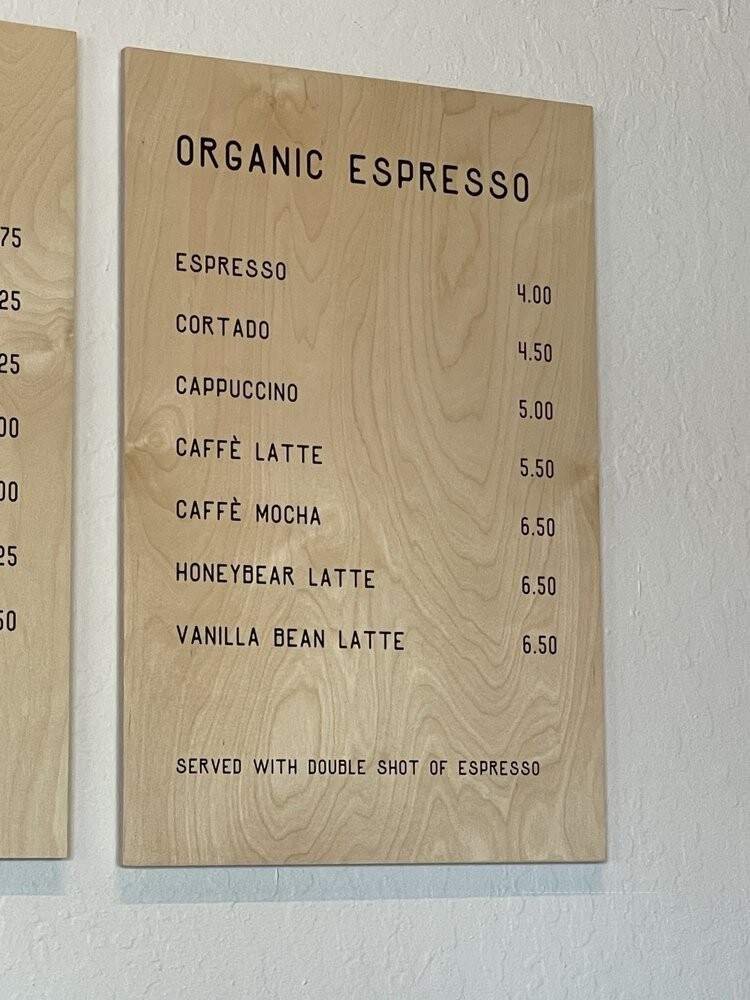 ORGANIC ESPRESSO
ESPRESSO 4.00
CORTADO 4.50
CAPPUCCINO 5.00
CAFFÈ LATTE 5.50
CAFFÈ MOCHA 6.50
HONEYBEAR LATTE 6.50
VANILLA BEAN LATTE 6.50
SERVED WITH DOUBLE SHOT OF ESPRESSO